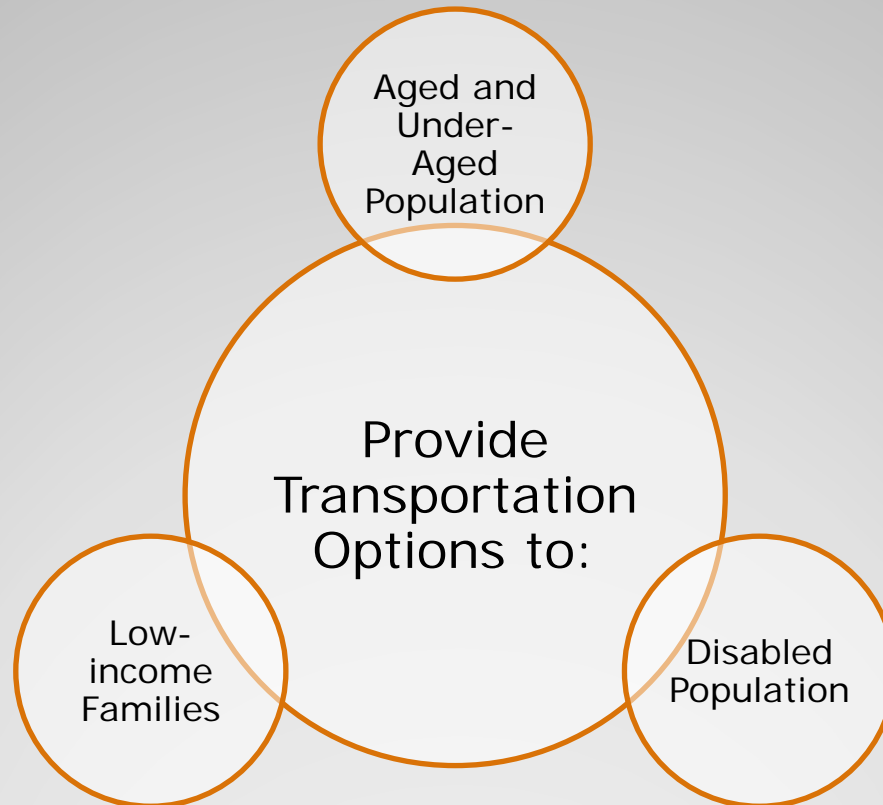 Aged and
Under-
Aged
Population
Provide
Transportation
Options to:
Low-
income
Families
Disabled
Population